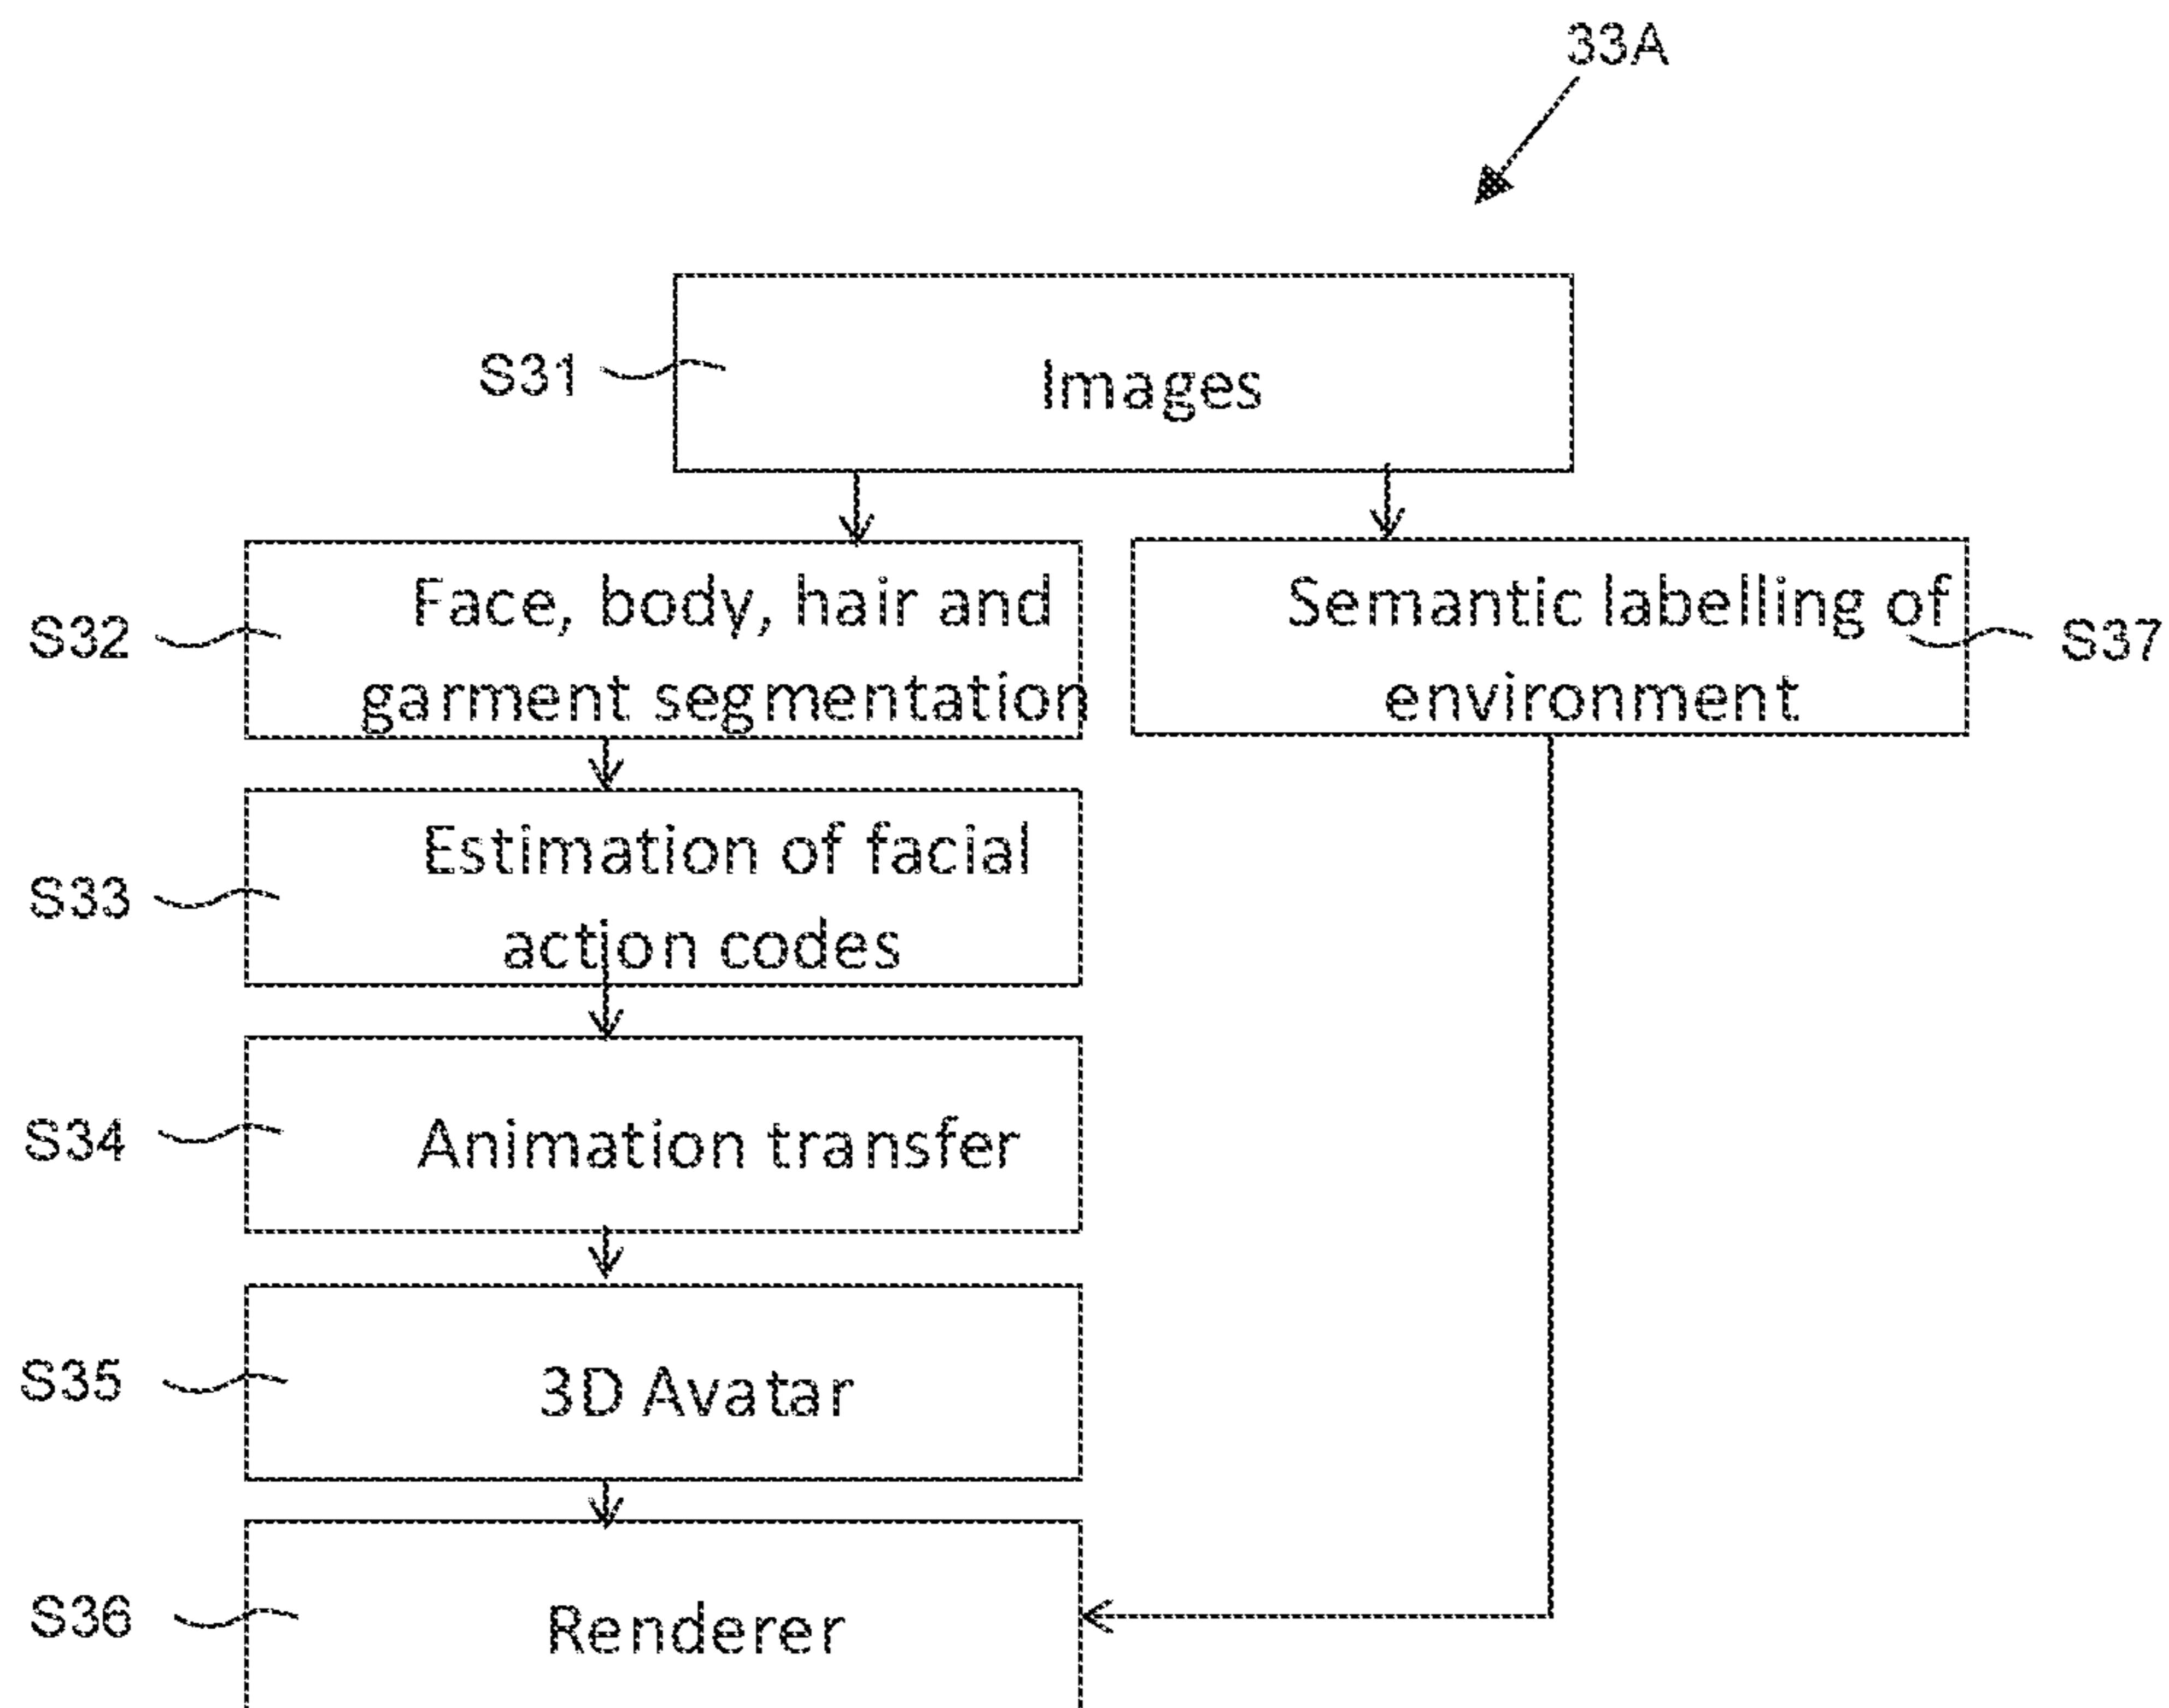 33A
S31
Images
S32
Face, body, hair and
garment segmentation
Semantic labelling of
environment
S37
S33
Estimation of facial
action codes
S34
Animation transfer
S35
3D Avatar
S36
Renderer